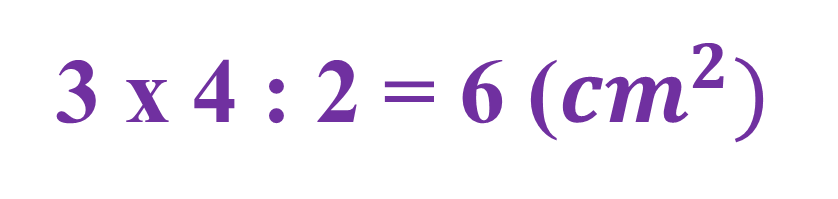 3 x 4 : 2 = 6 (cm²)